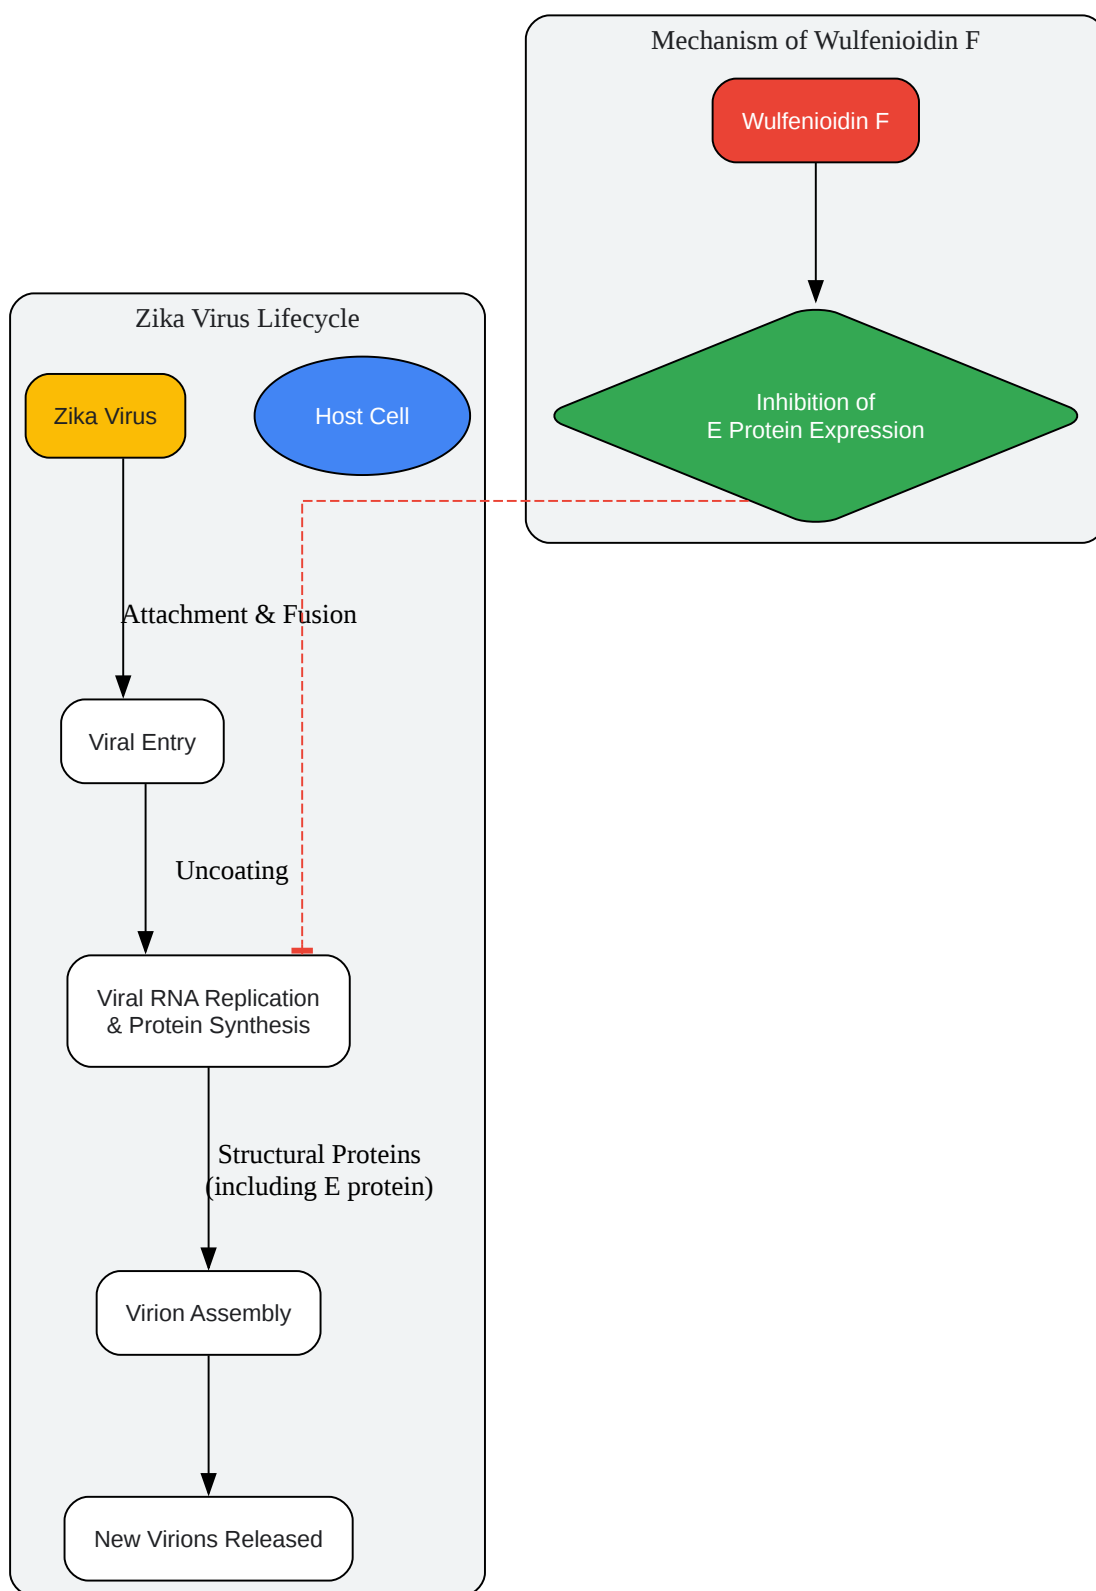 Mechanism of Wulfenioidin F
Wulfenioidin F
Inhibition of
E Protein Expression
Zika Virus Lifecycle
Zika Virus
Host Cell
Attachment & Fusion
Viral Entry
Uncoating
Viral RNA Replication
& Protein Synthesis
Structural Proteins
(including E protein)
Virion Assembly
New Virions Released